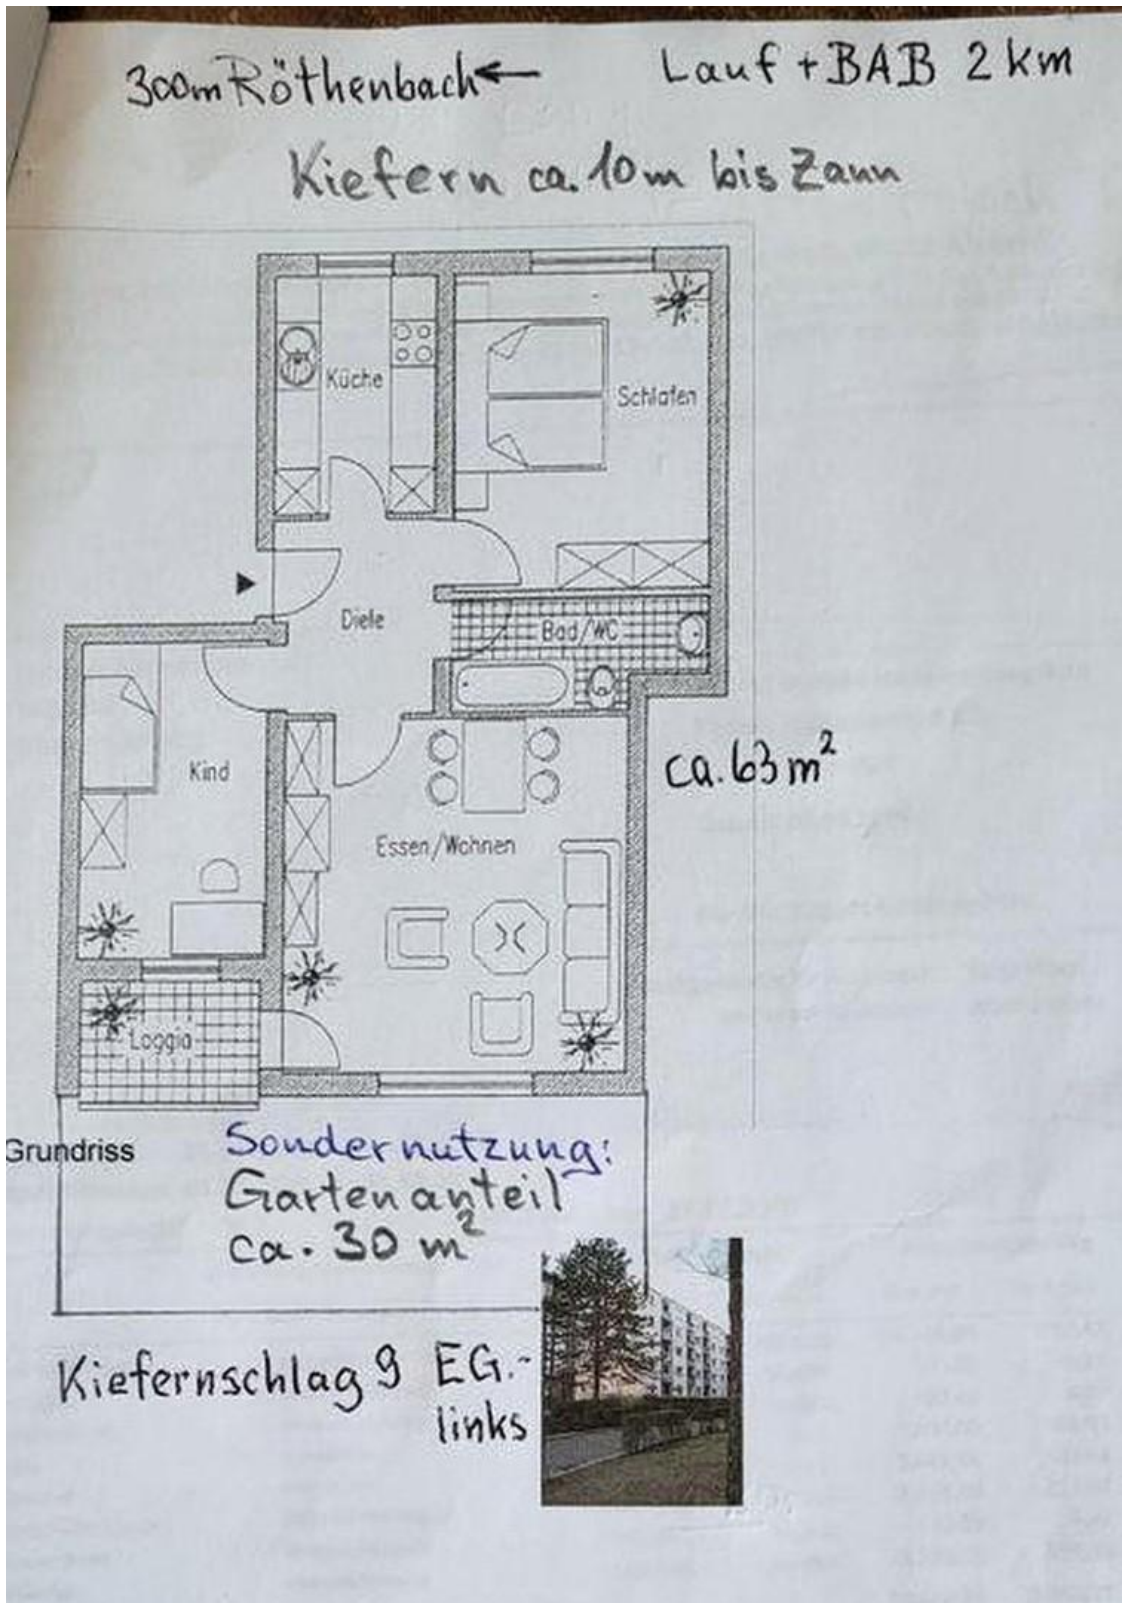 300m Röthenbach ← Lauf + BAB 2 km
Kiefern ca. 10m bis Zaun
Küche
Schlafen
Diele
Bad/WC
Kind
ca. 63 m²
Essen/Wohnen
Loggia
Grundriss
Sondernutzung:
Gartenanteil
ca. 30 m²
Kiefernschlag 9 EG.-
links